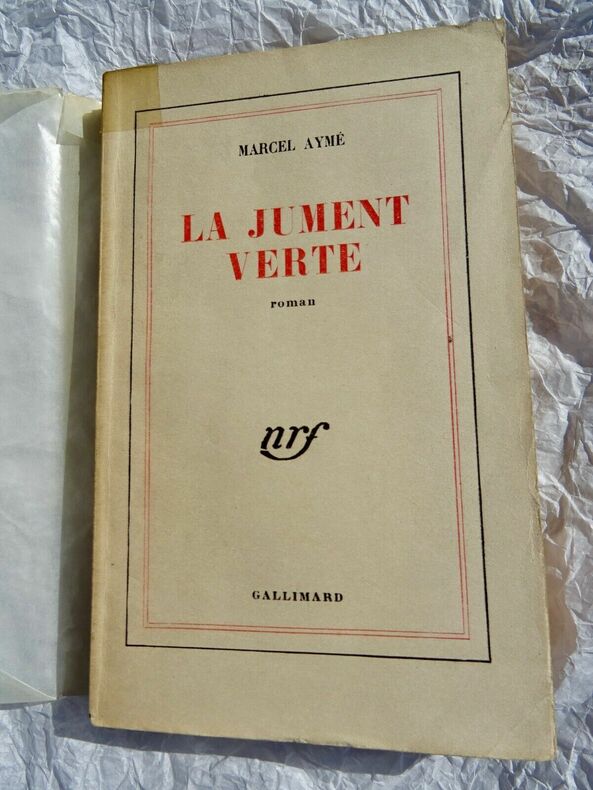 MARCEL AYMÉ
LA JUMENT
VERTE
roman
nrf
GALLIMARD